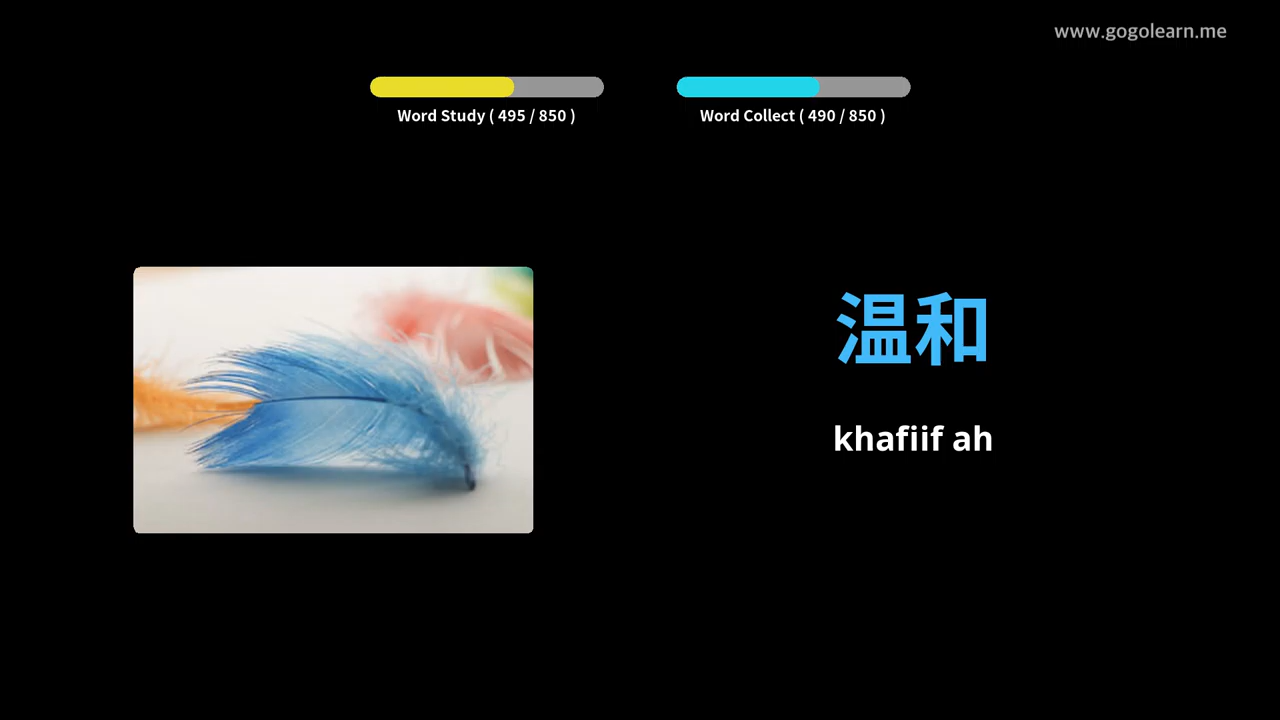 www.gogolearn.me
Word Study ( 495 / 850 )
Word Collect ( 490 / 850 )
温和
khafiif ah